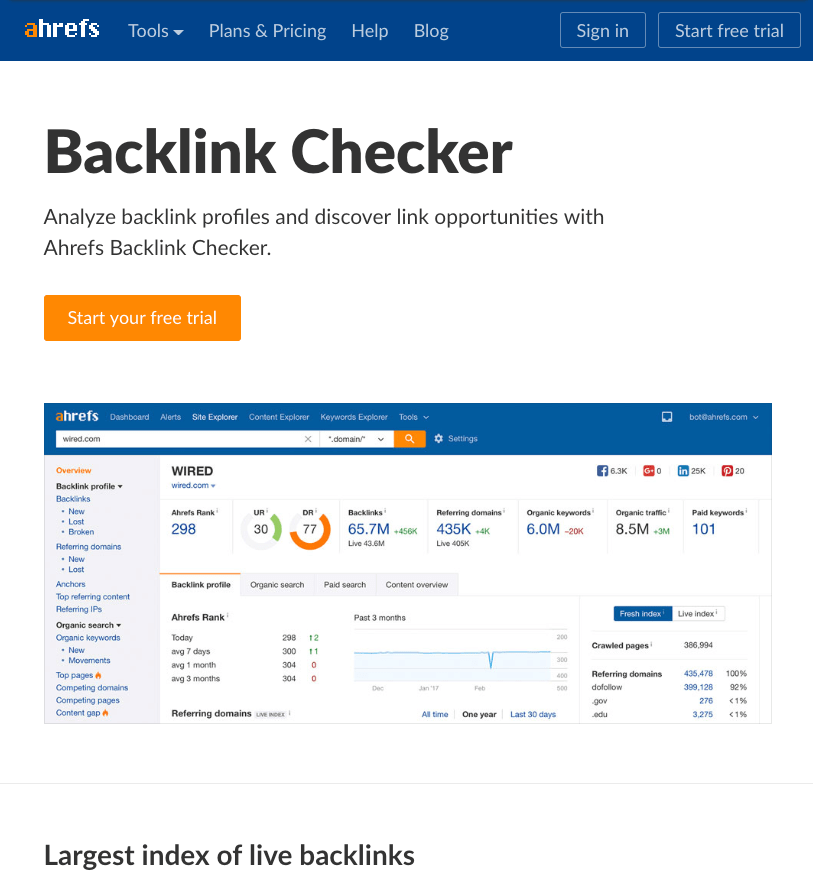 ahrefs Tools Plans & Pricing Help Blog Sign in Start free trial
Backlink Checker
Analyze backlink profiles and discover link opportunities with
Ahrefs Backlink Checker.
Start your free trial
ahrefs Dashboard Alerts Site Explorer Content Explorer Keywords Explorer Tools bot@ahrefs.com
wired.com *.domain/* Settings
Overview
Backlink profile
Backlinks
• New
• Lost
• Broken
Referring domains
• New
• Lost
Anchors
Top referring content
Referring IPs
Organic search
Organic keywords
• New
• Movements
Top pages
Competing domains
Competing pages
Content gap
WIRED
wired.com
6.3K 0 25K 20
Ahrefs Rank
298
UR
30
DR
77
Backlinks
65.7M +456K
Live 43.6M
Referring domains
435K +4K
Live 405K
Organic keywords
6.0M -20K
Organic traffic
8.5M +3M
Paid keywords
101
Backlink profile Organic search Paid search Content overview
Ahrefs Rank
Today 298 2
avg 7 days 300 1
avg 1 month 304 0
avg 3 months 304 0
Past 3 months
200
300
400
500
Dec Jan '17 Feb
Fresh index Live index
Crawled pages 386,994
Referring domains 435,478 100%
dofollow 399,128 92%
.gov 276 <1%
.edu 3,275 <1%
Referring domains LIVE INDEX All time One year Last 30 days
Largest index of live backlinks